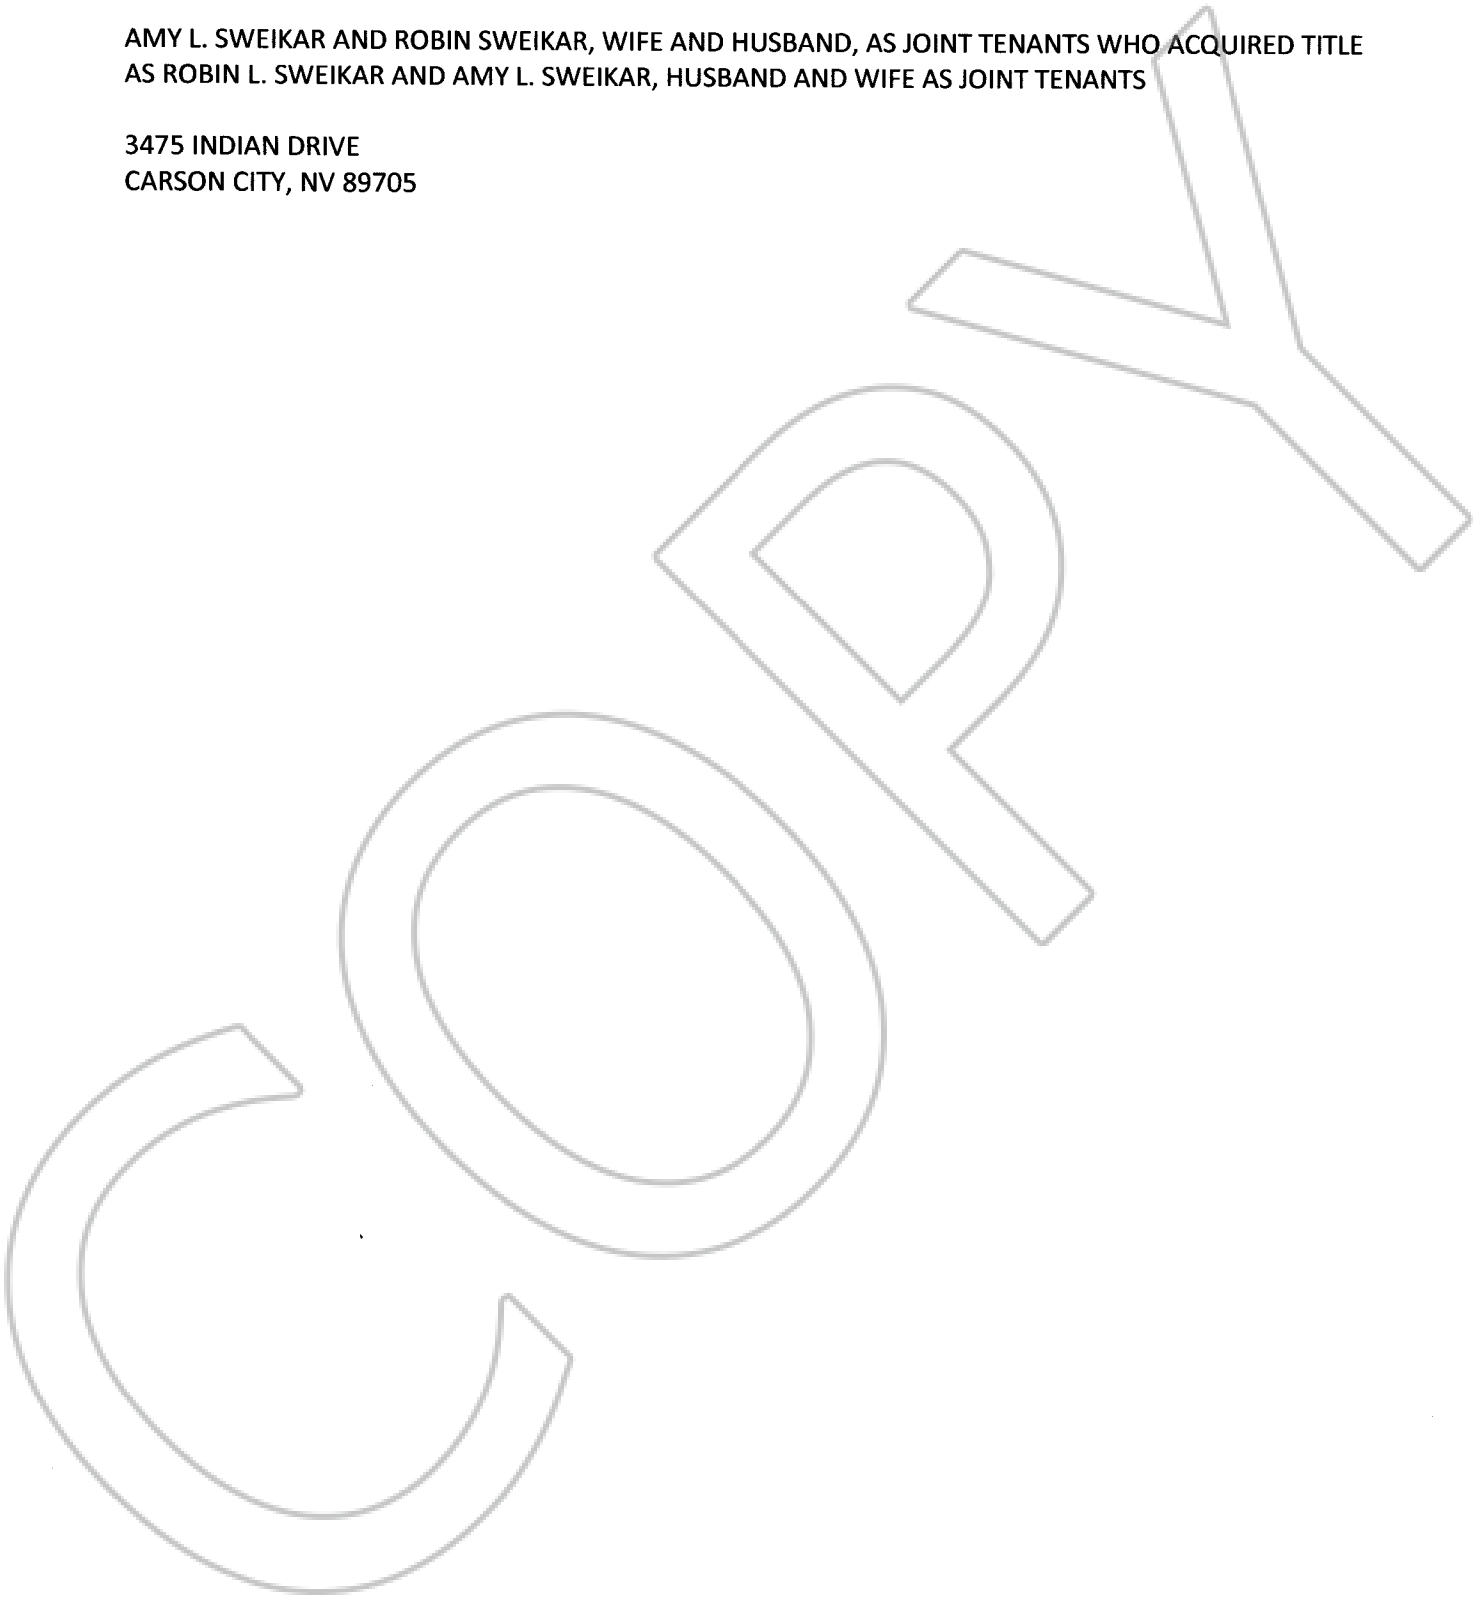 AMY L. SWEIKAR AND ROBIN SWEIKAR, WIFE AND HUSBAND, AS JOINT TENANTS WHO ACQUIRED TITLE
AS ROBIN L. SWEIKAR AND AMY L. SWEIKAR, HUSBAND AND WIFE AS JOINT TENANTS
3475 INDIAN DRIVE
CARSON CITY, NV 89705
COPY